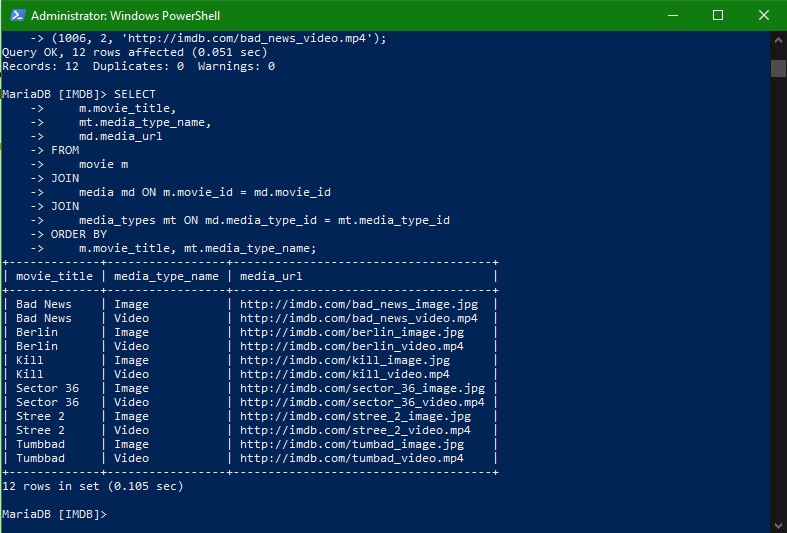 Administrator: Windows PowerShell
    -> (1006, 2, 'http://imdb.com/bad_news_video.mp4');
Query OK, 12 rows affected (0.051 sec)
Records: 12  Duplicates: 0  Warnings: 0

MariaDB [IMDB]> SELECT
    ->     m.movie_title,
    ->     mt.media_type_name,
    ->     md.media_url
    -> FROM
    ->     movie m
    -> JOIN
    ->     media md ON m.movie_id = md.movie_id
    -> JOIN
    ->     media_types mt ON md.media_type_id = mt.media_type_id
    -> ORDER BY
    ->     m.movie_title, mt.media_type_name;
+-------------+-----------------+-------------------------------------+
| movie_title | media_type_name | media_url                           |
+-------------+-----------------+-------------------------------------+
| Bad News    | Image           | http://imdb.com/bad_news_image.jpg  |
| Bad News    | Video           | http://imdb.com/bad_news_video.mp4  |
| Berlin      | Image           | http://imdb.com/berlin_image.jpg    |
| Berlin      | Video           | http://imdb.com/berlin_video.mp4    |
| Kill        | Image           | http://imdb.com/kill_image.jpg      |
| Kill        | Video           | http://imdb.com/kill_video.mp4      |
| Sector 36   | Image           | http://imdb.com/sector_36_image.jpg |
| Sector 36   | Video           | http://imdb.com/sector_36_video.mp4 |
| Stree 2     | Image           | http://imdb.com/stree_2_image.jpg   |
| Stree 2     | Video           | http://imdb.com/stree_2_video.mp4   |
| Tumbbad     | Image           | http://imdb.com/tumbad_image.jpg    |
| Tumbbad     | Video           | http://imdb.com/tumbad_video.mp4    |
+-------------+-----------------+-------------------------------------+
12 rows in set (0.105 sec)

MariaDB [IMDB]>